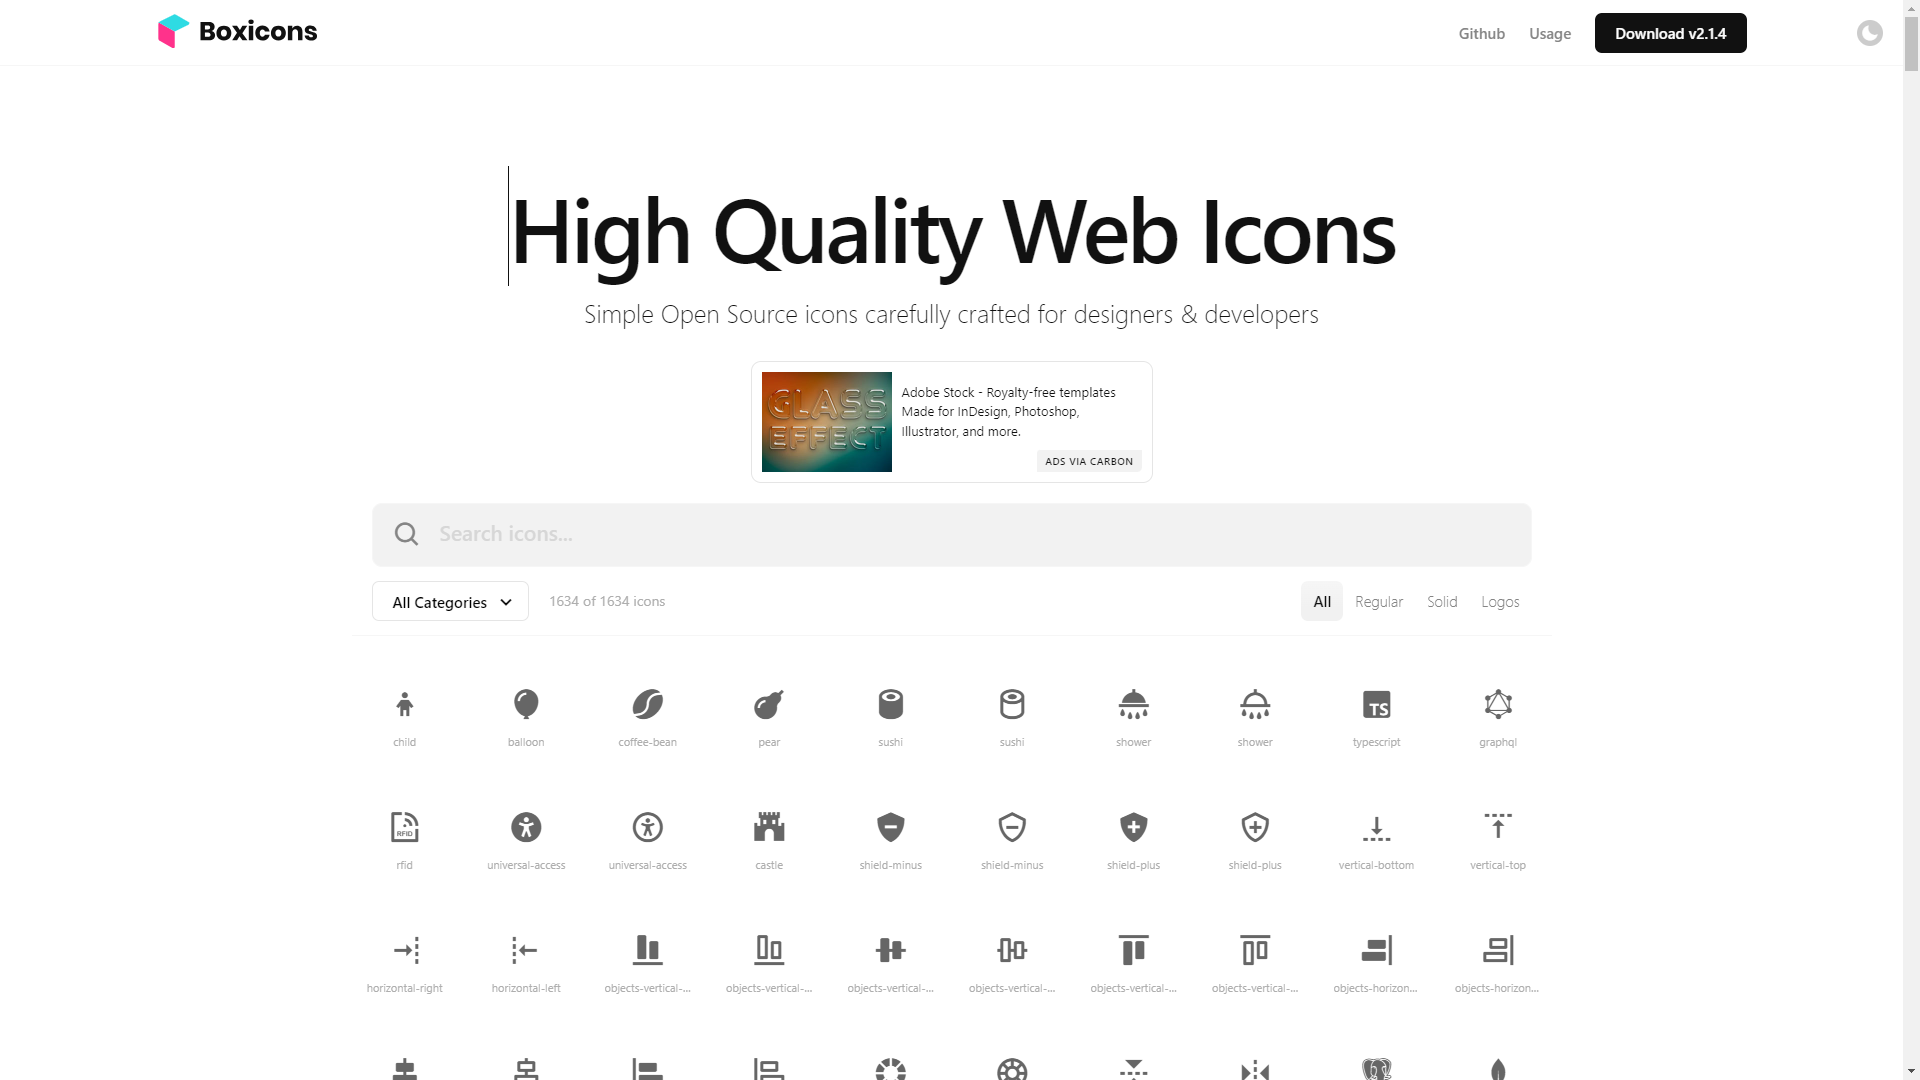 Boxicons
Github
Usage
Download v2.1.4
High Quality Web Icons
Simple Open Source icons carefully crafted for designers & developers
GLASS
EFFECT
Adobe Stock - Royalty-free templates
Made for InDesign, Photoshop,
Illustrator, and more.
ADS VIA CARBON
Search icons...
All Categories
1634 of 1634 icons
All
Regular
Solid
Logos
TS
child
balloon
coffee-bean
pear
sushi
sushi
shower
shower
typescript
graphql
RFID
rfid
universal-access
universal-access
castle
shield-minus
shield-minus
shield-plus
shield-plus
vertical-bottom
vertical-top
horizontal-right
horizontal-left
objects-vertical-...
objects-vertical-...
objects-vertical-...
objects-vertical-...
objects-vertical-...
objects-vertical-...
objects-horizon...
objects-horizon...